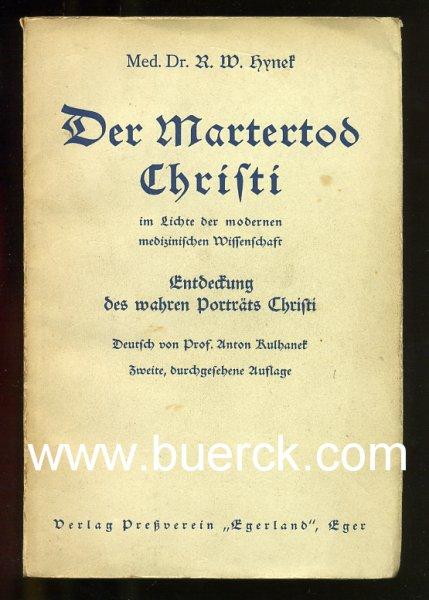 Med. Dr. R. W. Hynek
Der Martertod
Chriſti
im Lichte der modernen
medizinischen Wiſſenſchaft
Entdeckung
des wahren Porträts Chriſti
Deutſch von Prof. Anton Kulhanek
Zweite, durchgeſehene Auflage
www.buerck.com
Verlag Preßverein „Egerland“, Eger